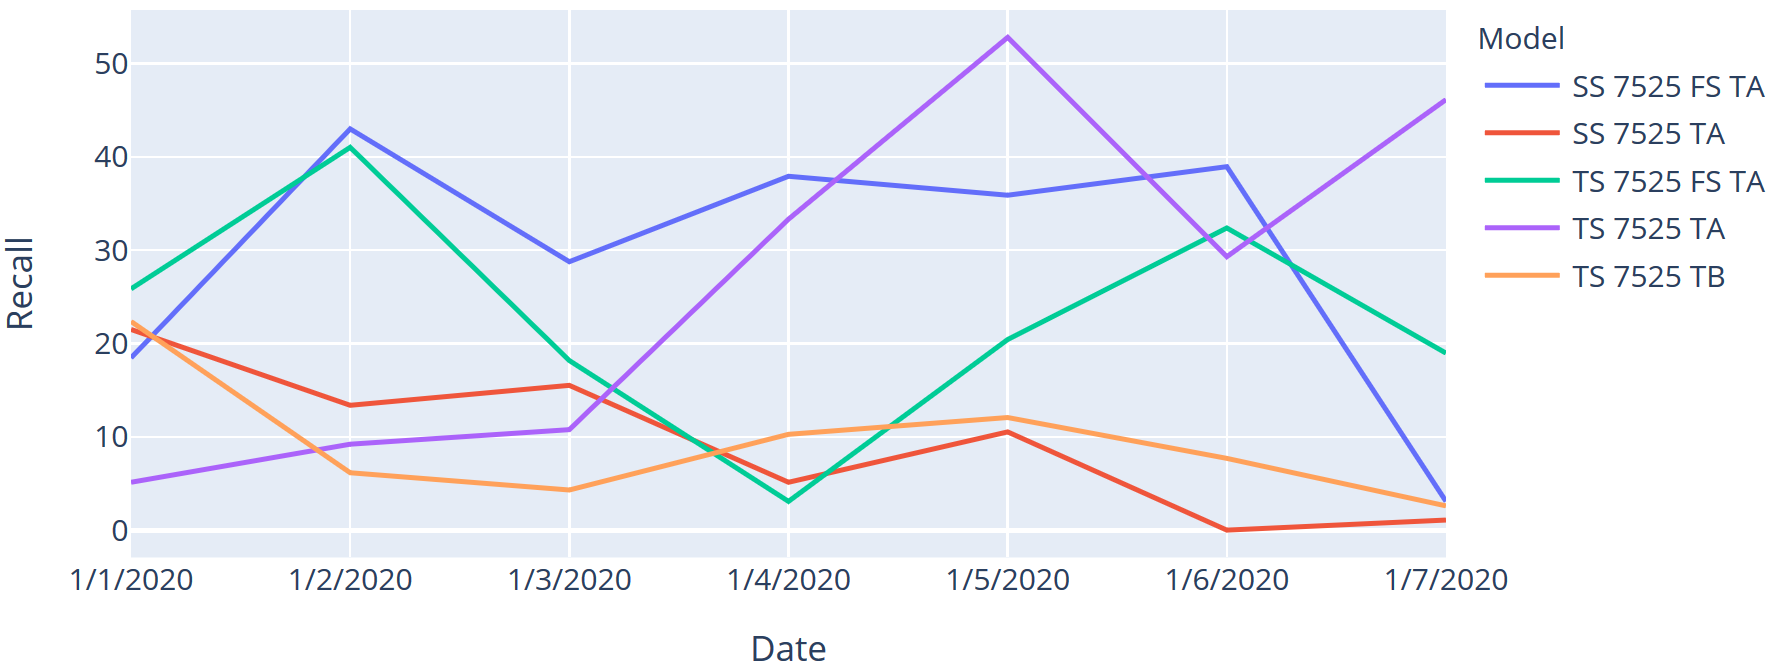 Recall
50
40
30
20
10
0
1/1/2020 1/2/2020 1/3/2020 1/4/2020 1/5/2020 1/6/2020 1/7/2020
Date
Model
SS 7525 FS TA
SS 7525 TA
TS 7525 FS TA
TS 7525 TA
TS 7525 TB